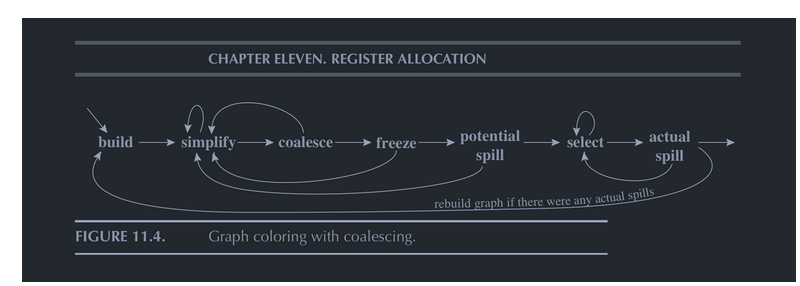 CHAPTER ELEVEN. REGISTER ALLOCATION
build simplify coalesce freeze potential spill select actual spill
rebuild graph if there were any actual spills
FIGURE 11.4. Graph coloring with coalescing.